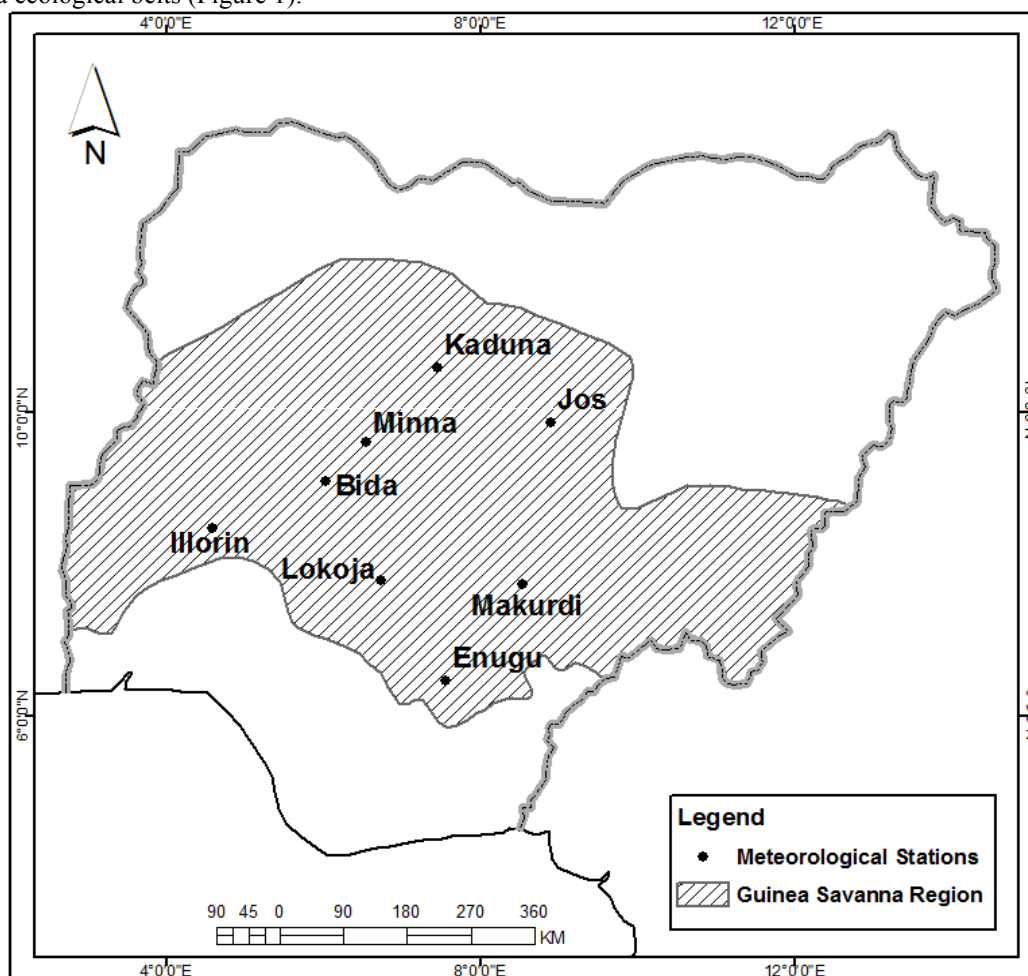 a ecological belts (Figure 1).
4°0'0"E 8°0'0"E 12°0'0"E
N
Kaduna
Jos
10°0'0"N
Minna
Bida
Illorin
Lokoja
Makurdi
Enugu
6°0'0"N
Legend
Meteorological Stations
Guinea Savanna Region
90 45 0 90 180 270 360
KM
4°0'0"E 8°0'0"E 12°0'0"E